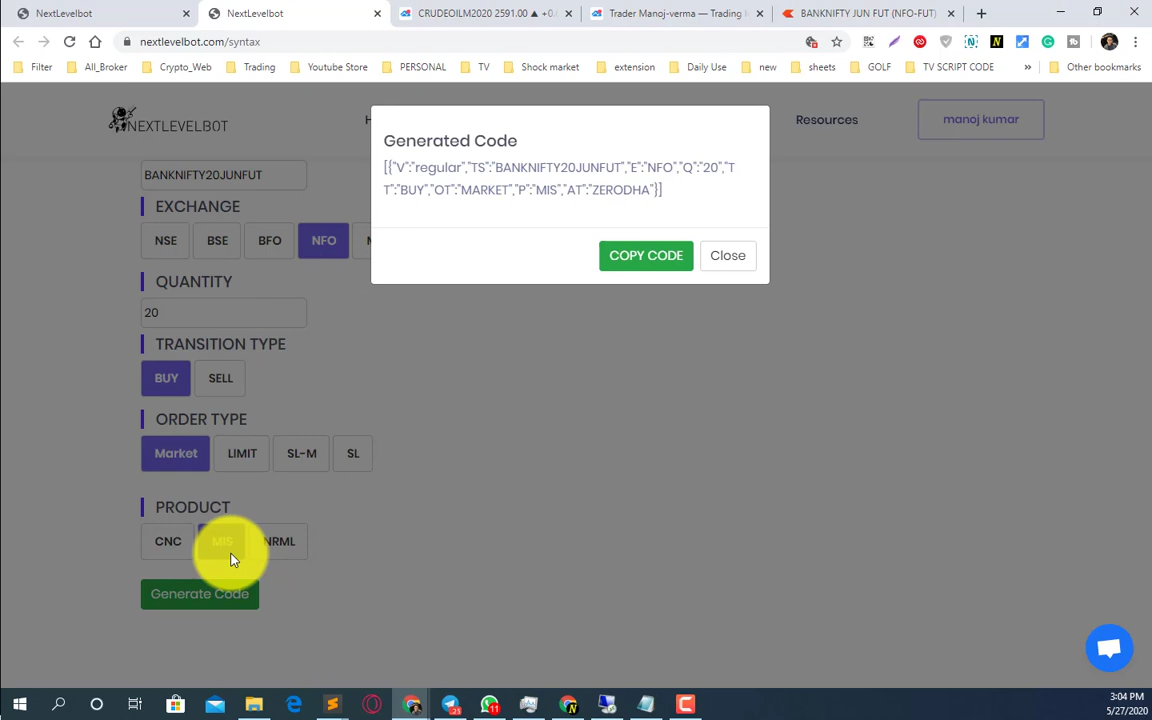 NextLevelbot
NextLevelbot
CRUDEOILM2020 2591.00 ▲ +0.
Trader Manoj-verma — Trading I
BANKNIFTY JUN FUT (NFO-FUT)
nextlevelbot.com/syntax
Filter
All_Broker
Crypto_Web
Trading
Youtube Store
PERSONAL
TV
Shock market
extension
Daily Use
new
sheets
GOLF
TV SCRIPT CODE
»
Other bookmarks
NEXTLEVELBOT
H
Resources
manoj kumar
Generated Code
[{"V":"regular","TS":"BANKNIFTY20JUNFUT","E":"NFO","Q":"20","T
T":"BUY","OT":"MARKET","P":"MIS","AT":"ZERODHA"}]
COPY CODE
Close
BANKNIFTY20JUNFUT
EXCHANGE
NSE
BSE
BFO
NFO
QUANTITY
20
TRANSITION TYPE
BUY
SELL
ORDER TYPE
Market
LIMIT
SL-M
SL
PRODUCT
CNC
MIS
NRML
Generate Code
21
11
3:04 PM
5/27/2020